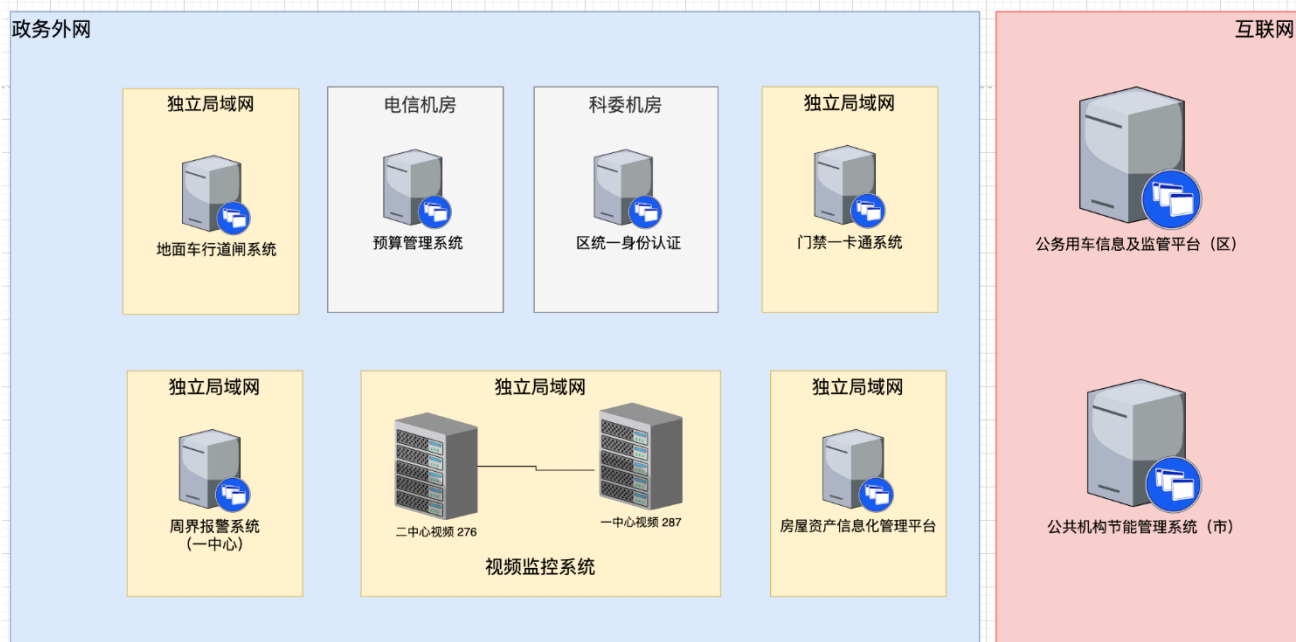 政务外网
互联网
独立局域网
地面车行道闸系统
电信机房
预算管理系统
科委机房
区统一身份认证
独立局域网
门禁一卡通系统
公务用车信息及监管平台（区）
独立局域网
周界报警系统
（一中心）
独立局域网
二中心视频 276
一中心视频 287
视频监控系统
独立局域网
房屋资产信息化管理平台
公共机构节能管理系统（市）